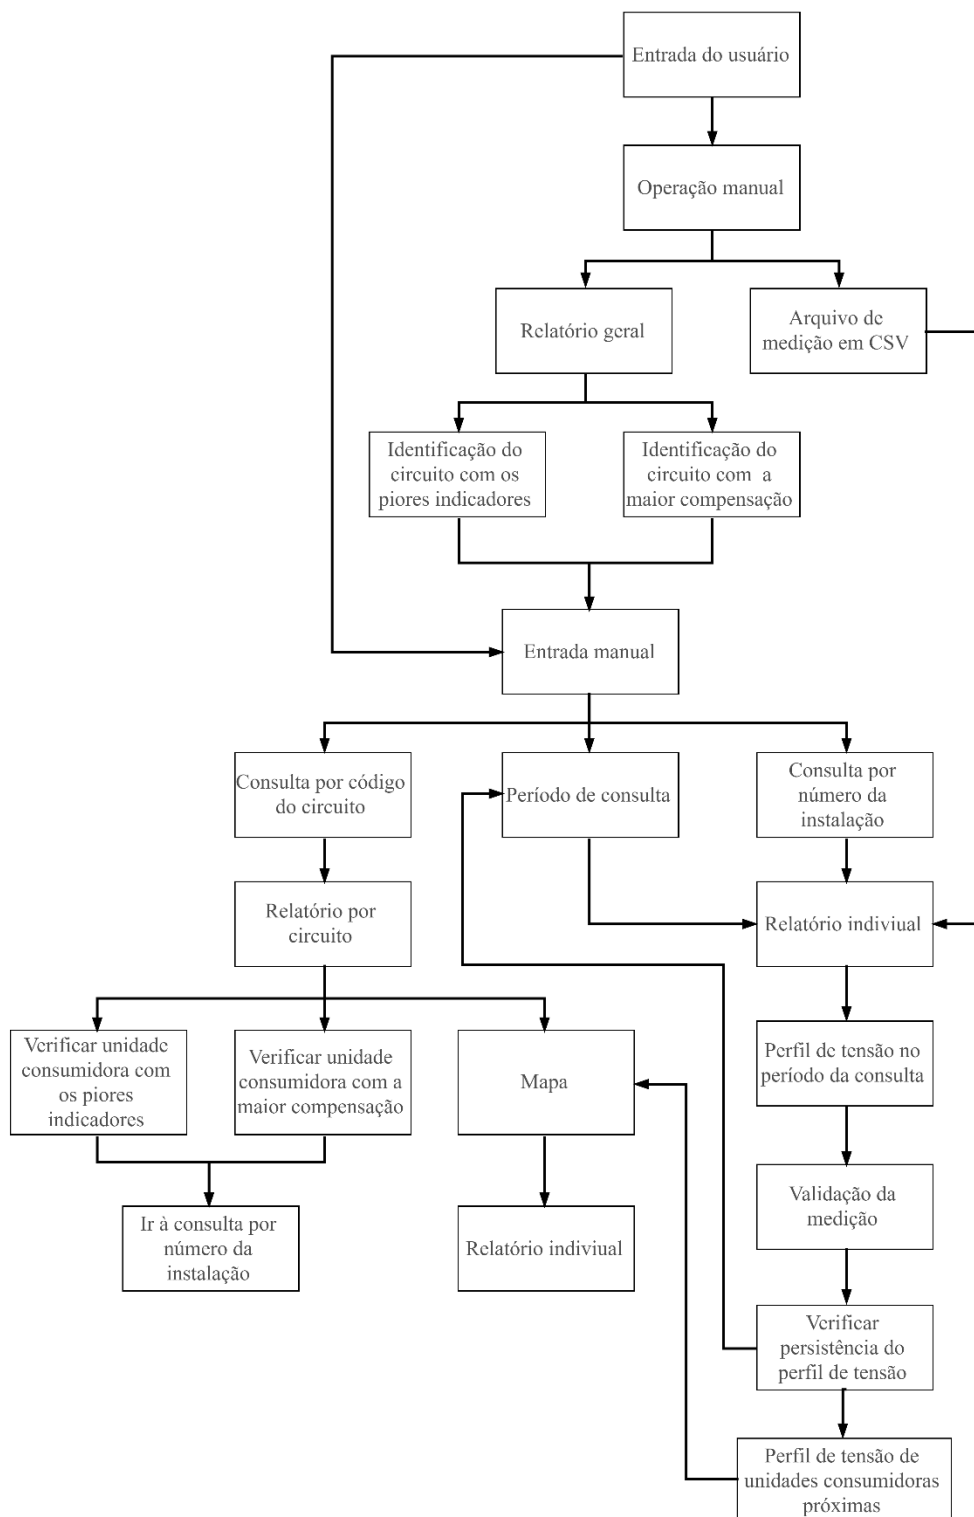 Entrada do usuário
Operação manual
Relatório geral
Arquivo de
medição em CSV
Identificação do
circuito com os
piores indicadores
Identificação do
circuito com a
maior compensação
Entrada manual
Consulta por código
do circuito
Período de consulta
Consulta por
número da
instalação
Relatório por
circuito
Relatório indiviual
Verificar unidade
consumidora com
os piores
indicadores
Verificar unidade
consumidora com a
maior compensação
Mapa
Perfil de tensão no
período da consulta
Ir à consulta por
número da
instalação
Relatório indiviual
Validação da
medição
Verificar
persistência do
perfil de tensão
Perfil de tensão de
unidades consumidoras
próximas